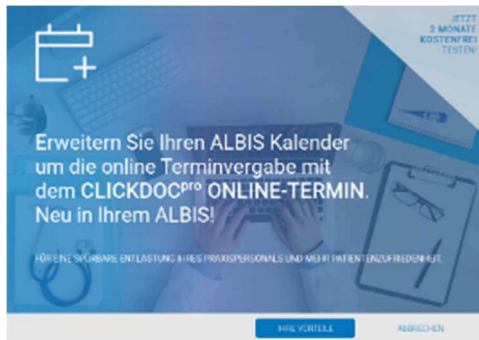 JETZT
2 MONATE
KOSTENFREI
TESTEN!
Erweitern Sie Ihren ALBIS Kalender
um die online Terminvergabe mit
dem CLICKDOCpro ONLINE-TERMIN.
Neu in Ihrem ALBIS!
FÜR EINE SPÜRBARE ENTLASTUNG IHRES PRAXISPERSONALS UND MEHR PATIENTENZUFRIEDENHEIT.
IHRE VORTEILE
ABBRECHEN